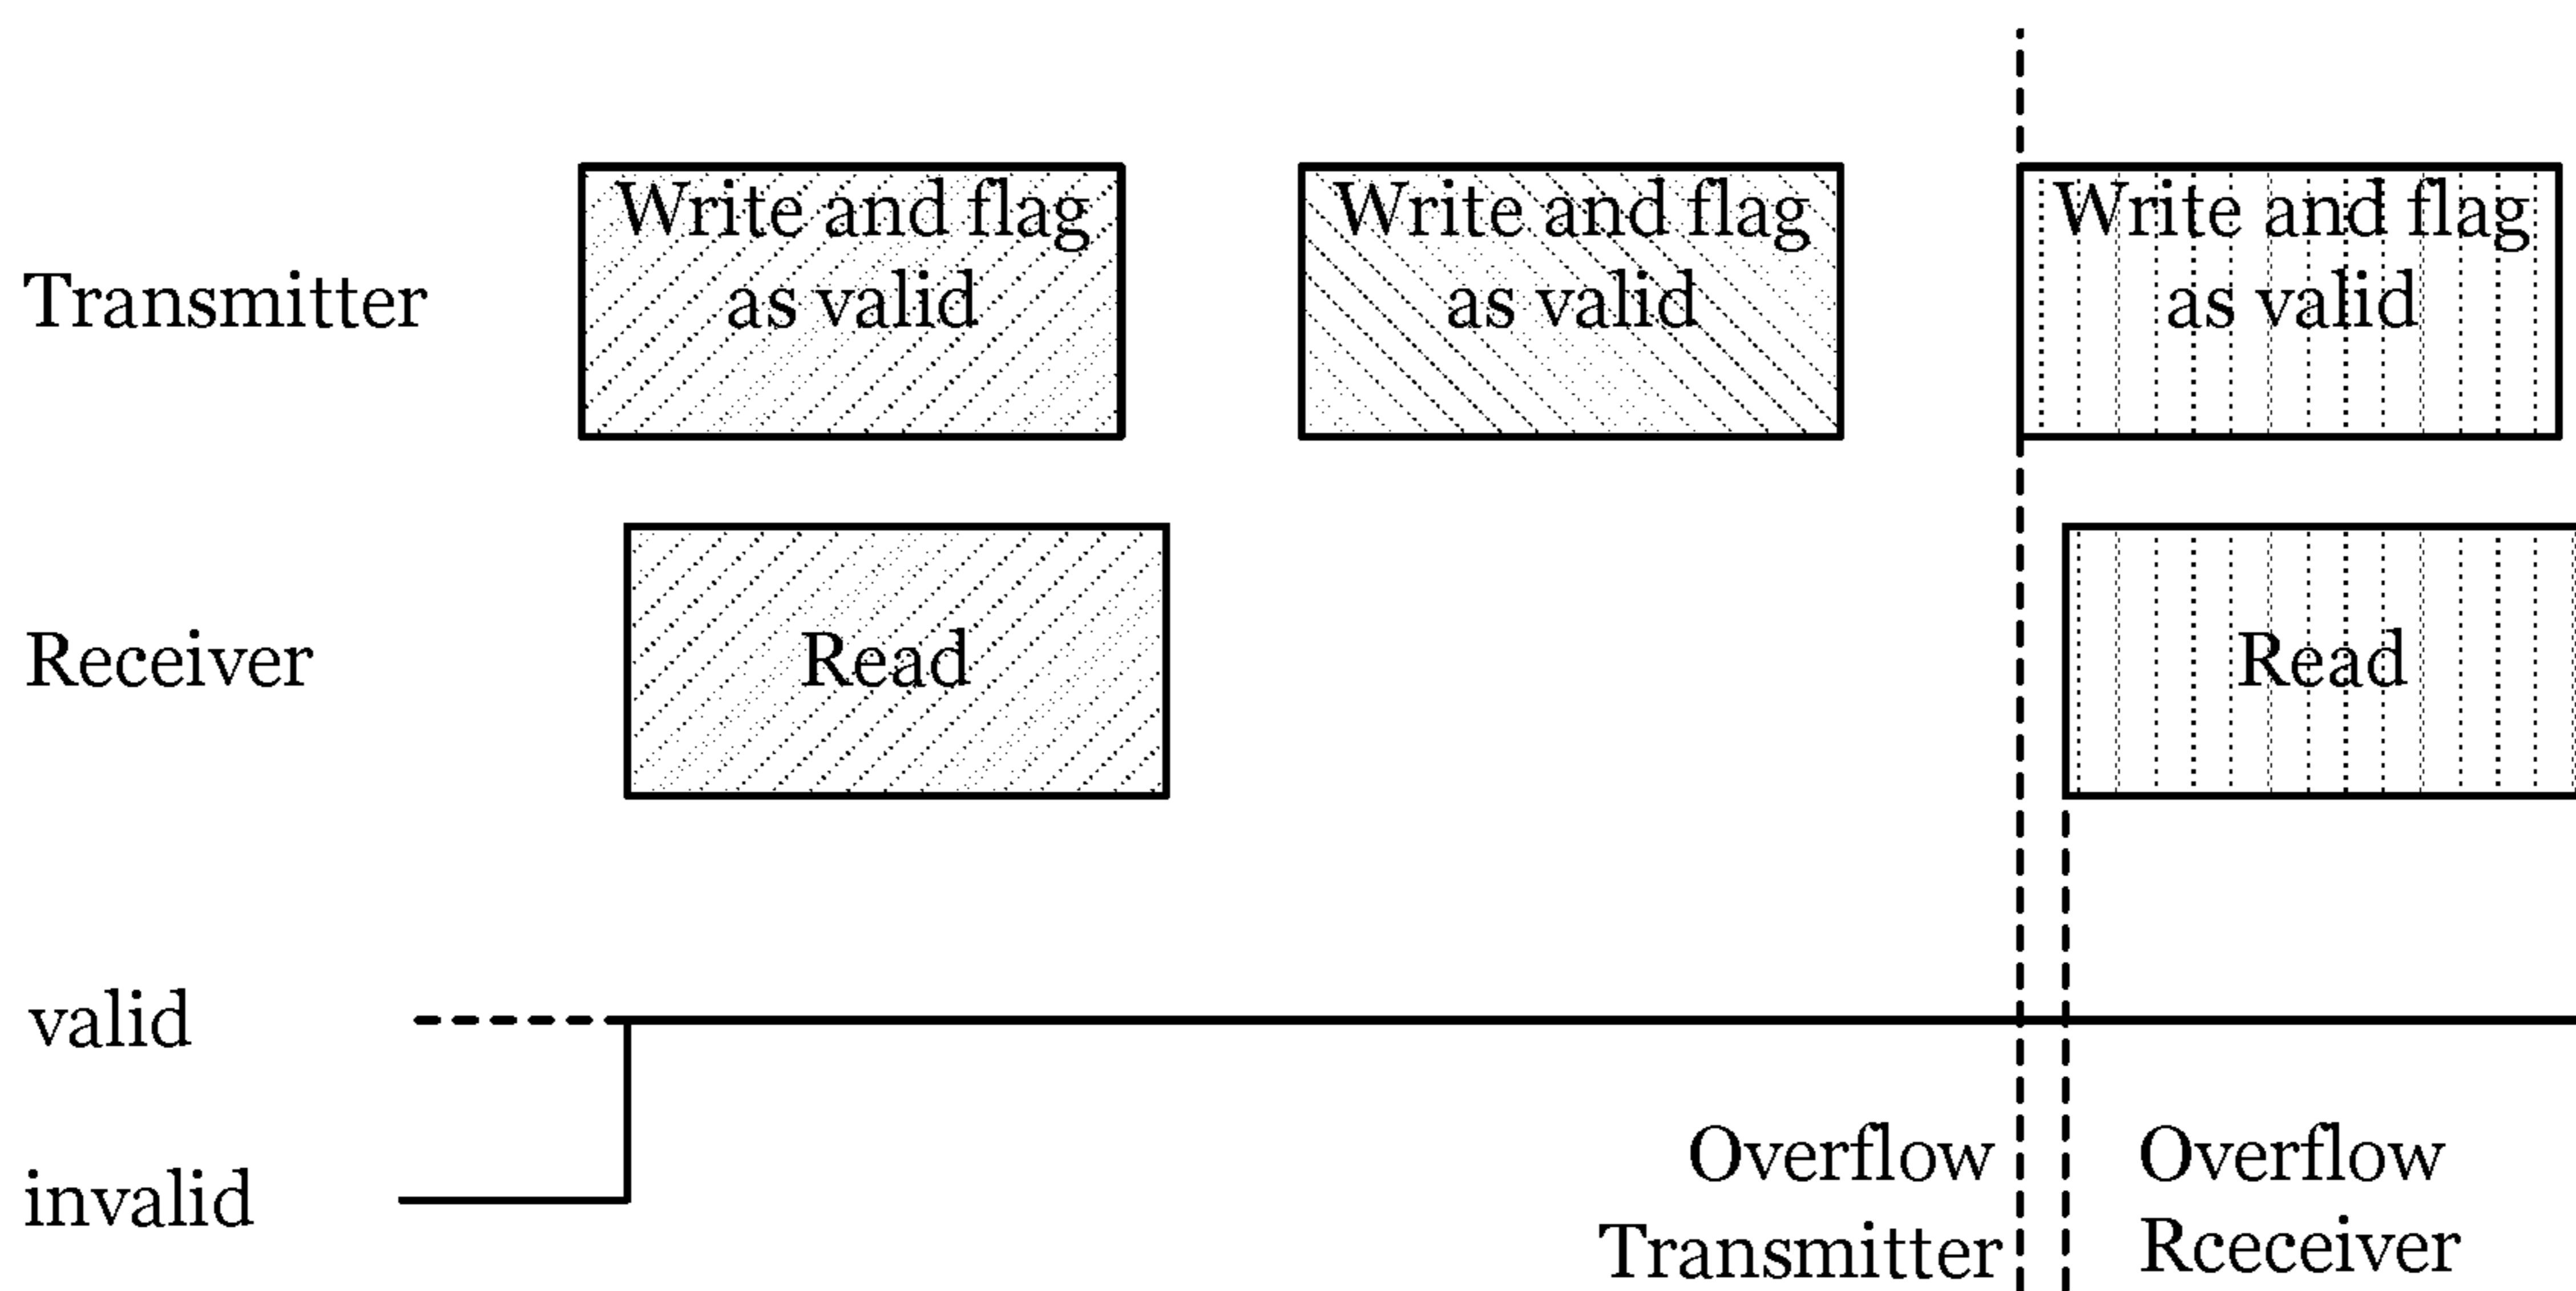 Transmitter
Write and flag
as valid
Write and flag
as valid
Write and flag
as valid
Receiver
Read
Read
valid
invalid
Overflow
Transmitter
Overflow
Rceceiver